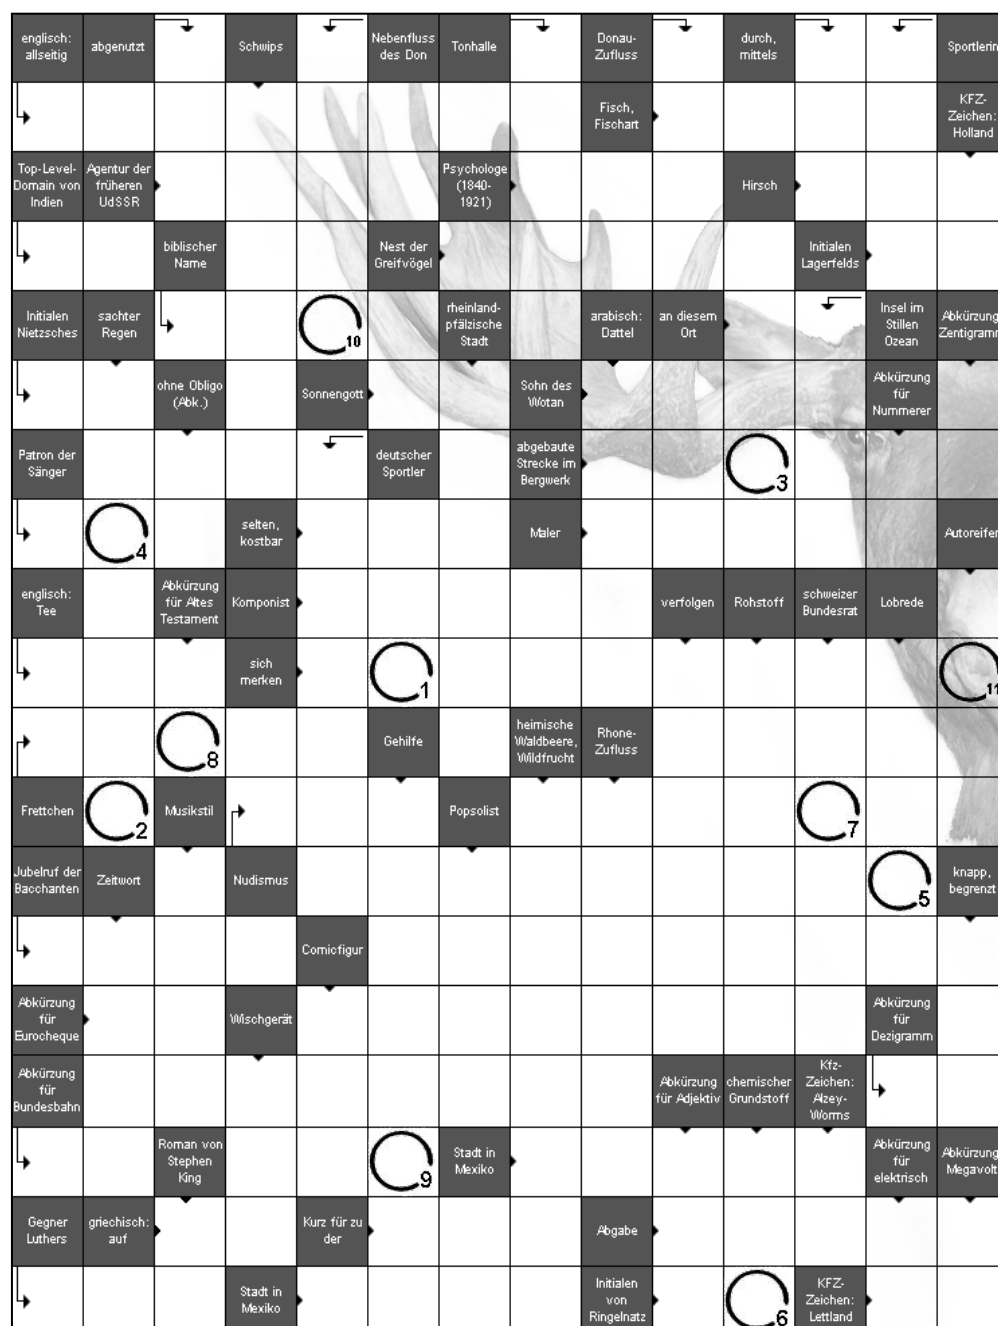 englisch:
allseitig
abgenutzt
Schwips
Nebenfluss
des Don
Tonhalle
Donau-
Zufluss
durch,
mittels
Sportlerin
Fisch,
Fischart
KFZ-
Zeichen:
Holland
Top-Level-
Domain von
Indien
Agentur der
früheren
UdSSR
Psychologe
(1840-
1921)
Hirsch
biblischer
Name
Nest der
Greifvögel
Initialen
Lagerfelds
Initialen
Nietzsches
sachter
Regen
10
rheinland-
pfälzische
Stadt
arabisch:
Dattel
an diesem
Ort
Insel im
Stillen
Ozean
Abkürzung
Zentigramm
ohne Obligo
(Abk.)
Sonnengott
Sohn des
Wotan
Abkürzung
für
Nummerer
Patron der
Sänger
deutscher
Sportler
abgebaute
Strecke im
Bergwerk
3
4
selten,
kostbar
Maler
Autoreifen
englisch:
Tee
Abkürzung
für Altes
Testament
Komponist
verfolgen
Rohstoff
schweizer
Bundesrat
Lobrede
sich
merken
1
11
8
Gehilfe
heimische
Waldbeere,
Wildfrucht
Rhone-
Zufluss
Frettchen
2
Musikstil
Popsolist
7
Jubelruf der
Bacchanten
Zeitwort
Nudismus
5
knapp,
begrenzt
Comicfigur
Abkürzung
für
Eurocheque
Wischgerät
Abkürzung
für
Dezigramm
Abkürzung
für
Bundesbahn
Abkürzung
für Adjektiv
chemischer
Grundstoff
Kfz-
Zeichen:
Alzey-
Worms
Roman von
Stephen
King
9
Stadt in
Mexiko
Abkürzung
für
elektrisch
Abkürzung
Megavolt
Gegner
Luthers
griechisch:
auf
Kurz für zu
der
Abgabe
Stadt in
Mexiko
Initialen
von
Ringelnatz
6
KFZ-
Zeichen:
Lettland